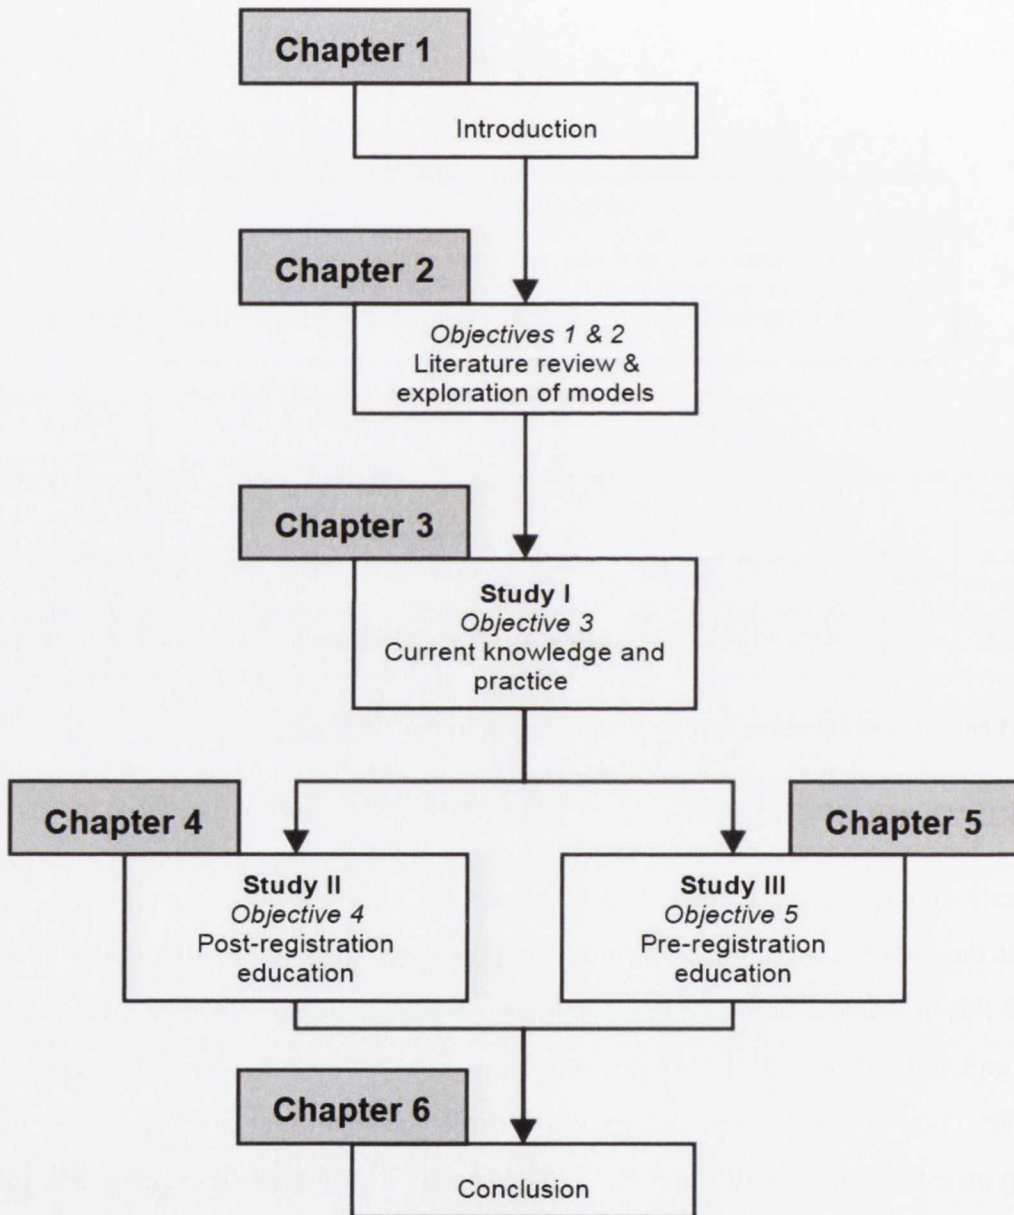 Chapter 1
Introduction
Chapter 2
Objectives 1 & 2
Literature review &
exploration of models
Chapter 3
Study I
Objective 3
Current knowledge and
practice
Chapter 4
Study II
Objective 4
Post-registration
education
Chapter 5
Study III
Objective 5
Pre-registration
education
Chapter 6
Conclusion